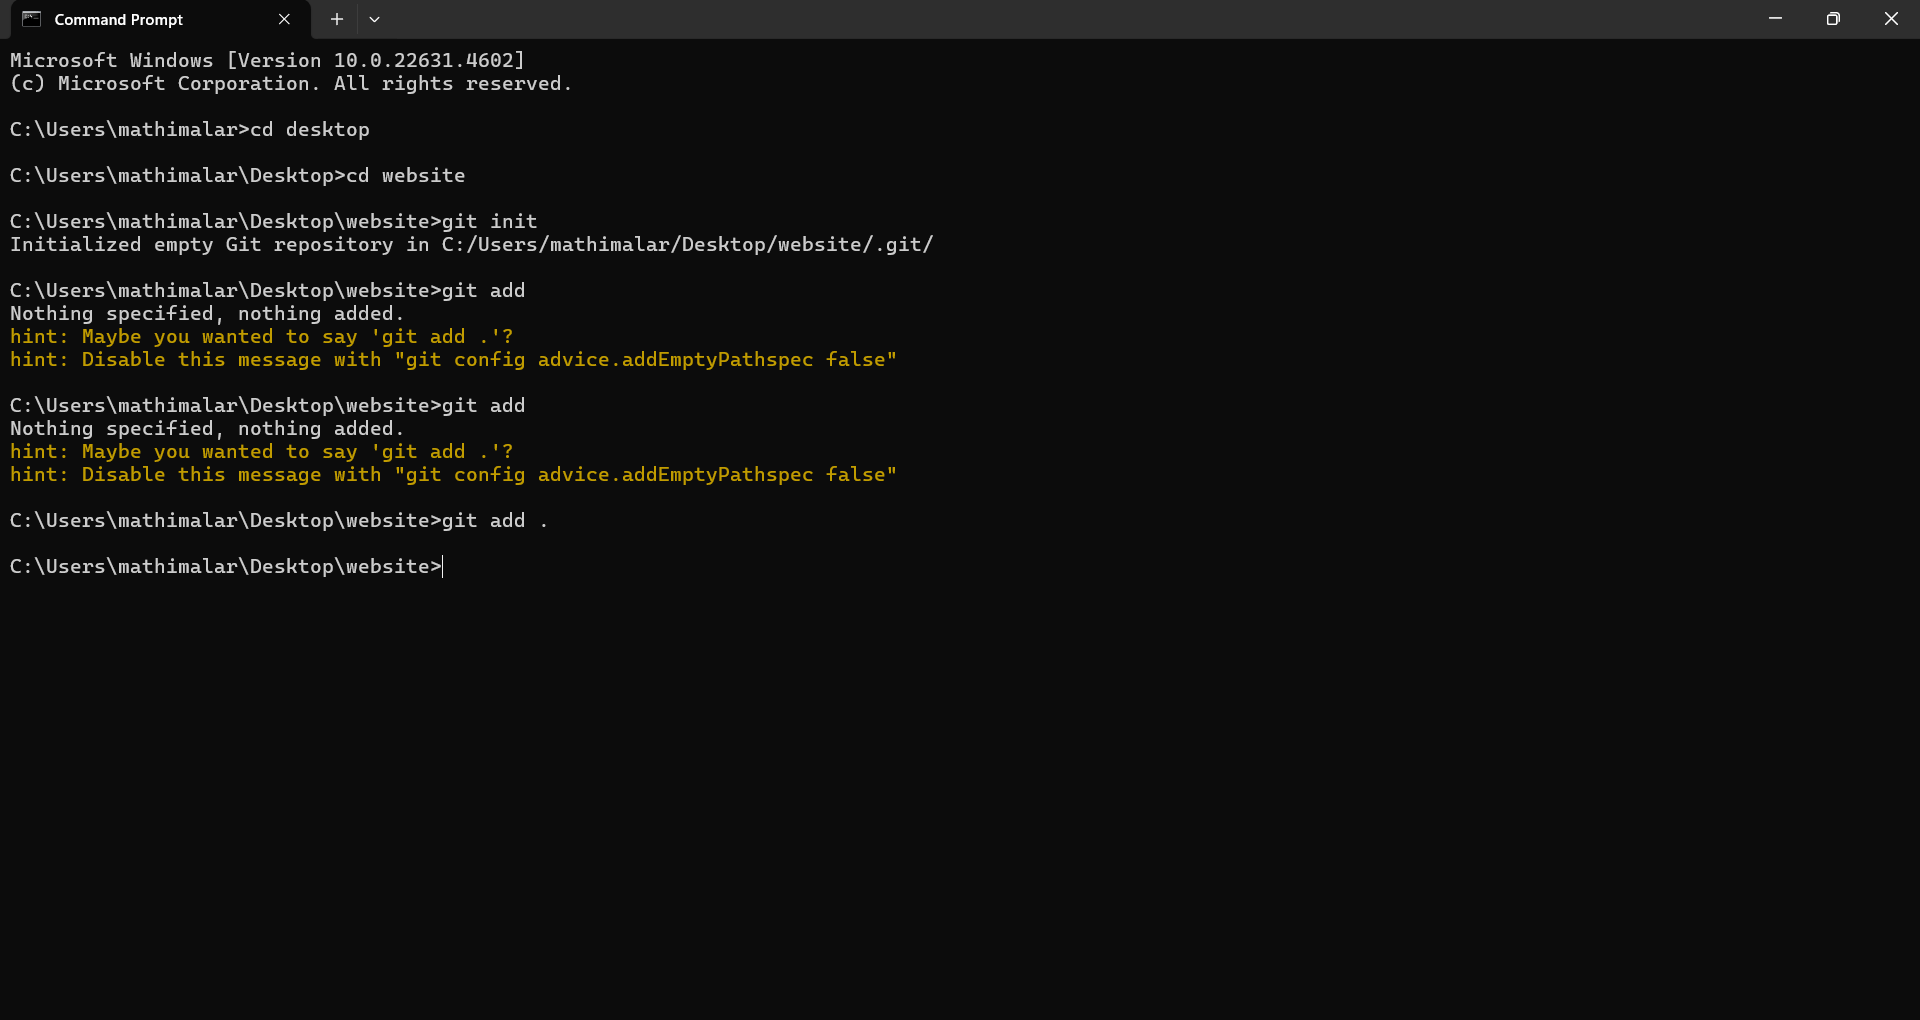 Command Prompt
Microsoft Windows [Version 10.0.22631.4602]
(c) Microsoft Corporation. All rights reserved.
C:\Users\mathimalar>cd desktop
C:\Users\mathimalar\Desktop>cd website
C:\Users\mathimalar\Desktop\website>git init
Initialized empty Git repository in C:/Users/mathimalar/Desktop/website/.git/
C:\Users\mathimalar\Desktop\website>git add
Nothing specified, nothing added.
hint: Maybe you wanted to say 'git add .'?
hint: Disable this message with "git config advice.addEmptyPathspec false"
C:\Users\mathimalar\Desktop\website>git add
Nothing specified, nothing added.
hint: Maybe you wanted to say 'git add .'?
hint: Disable this message with "git config advice.addEmptyPathspec false"
C:\Users\mathimalar\Desktop\website>git add .
C:\Users\mathimalar\Desktop\website>